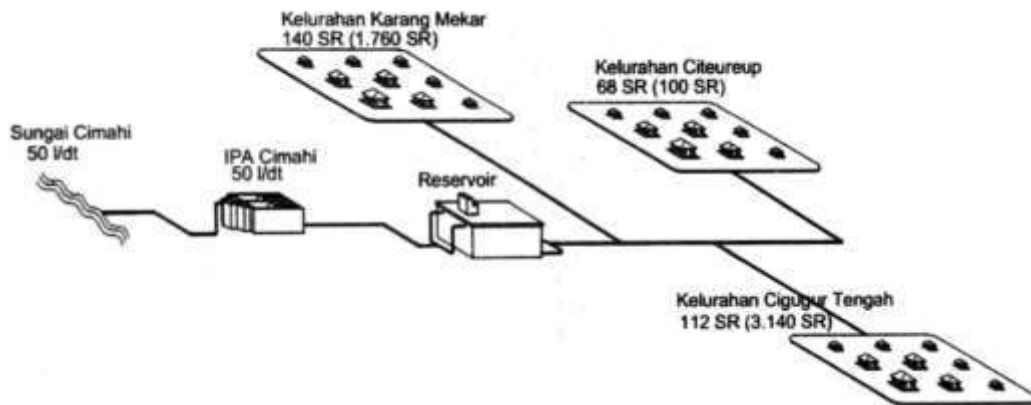 Kelurahan Karang Mekar
140 SR (1.760 SR)
Kelurahan Citeureup
68 SR (100 SR)
Sungai Cimahi
50 l/dt
IPA Cimahi
50 l/dt
Reservoir
Kelurahan Cigugur Tengah
112 SR (3.140 SR)